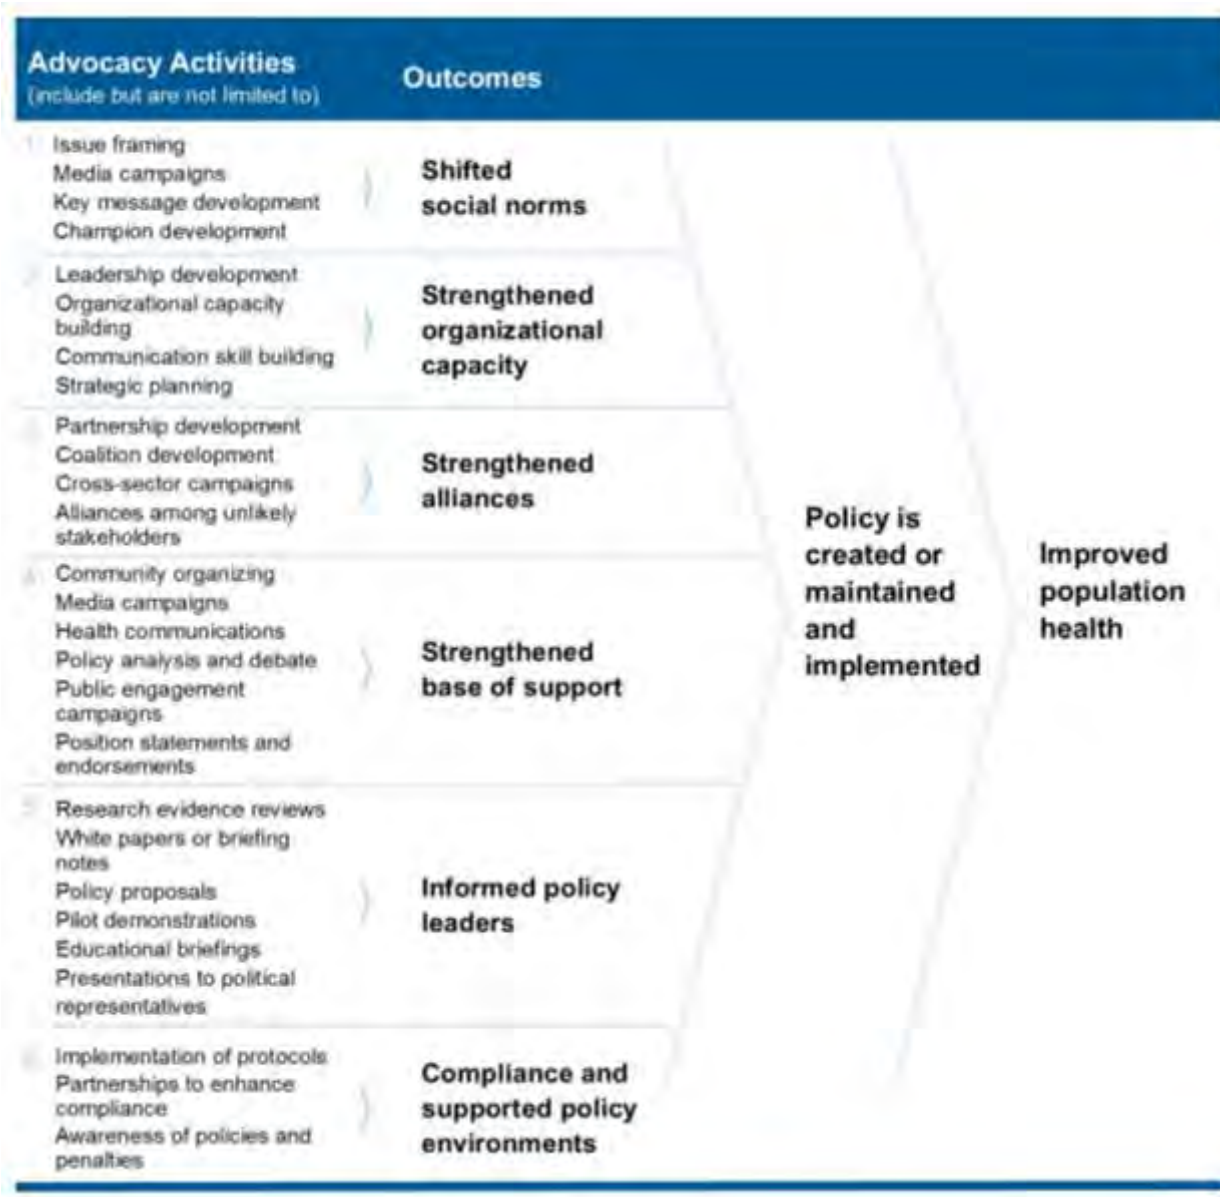 Advocacy Activities
(include but are not limited to)
Outcomes
1 Issue framing
Media campaigns
Key message development
Champion development
Shifted
social norms
2 Leadership development
Organizational capacity
building
Communication skill building
Strategic planning
Strengthened
organizational
capacity
3 Partnership development
Coalition development
Cross-sector campaigns
Alliances among unlikely
stakeholders
Strengthened
alliances
4 Community organizing
Media campaigns
Health communications
Policy analysis and debate
Public engagement
campaigns
Position statements and
endorsements
Strengthened
base of support
5 Research evidence reviews
White papers or briefing
notes
Policy proposals
Pilot demonstrations
Educational briefings
Presentations to political
representatives
Informed policy
leaders
6 Implementation of protocols
Partnerships to enhance
compliance
Awareness of policies and
penalties
Compliance and
supported policy
environments
Policy is
created or
maintained
and
implemented
Improved
population
health